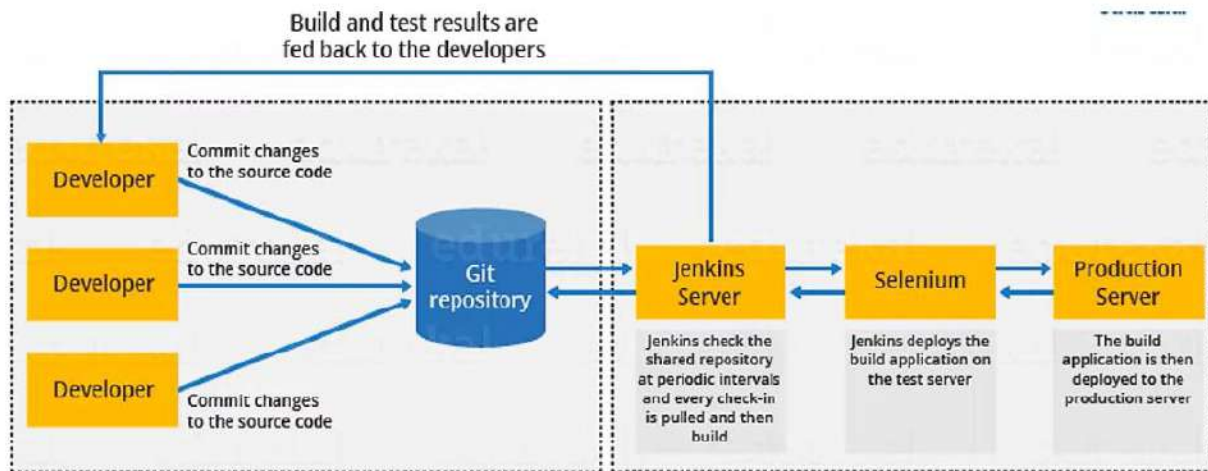 Build and test results are
fed back to the developers
Developer
Commit changes
to the source code
Developer
Commit changes
to the source code
Developer
Commit changes
to the source code
Git
repository
Jenkins
Server
Jenkins check the
shared repository
at periodic intervals
and every check-in
is pulled and then
build
Selenium
Jenkins deploys the
build application on
the test server
Production
Server
The build
application is then
deployed to the
production server